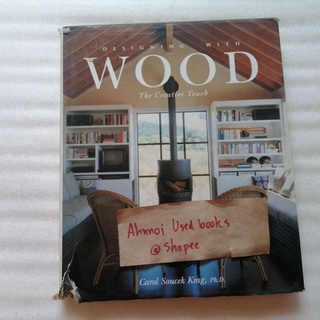 DESIGNING WITH
WOOD
The Creative Touch
Ahmoi Used books
@ Shopee
Carol Soucek King, Ph.D.